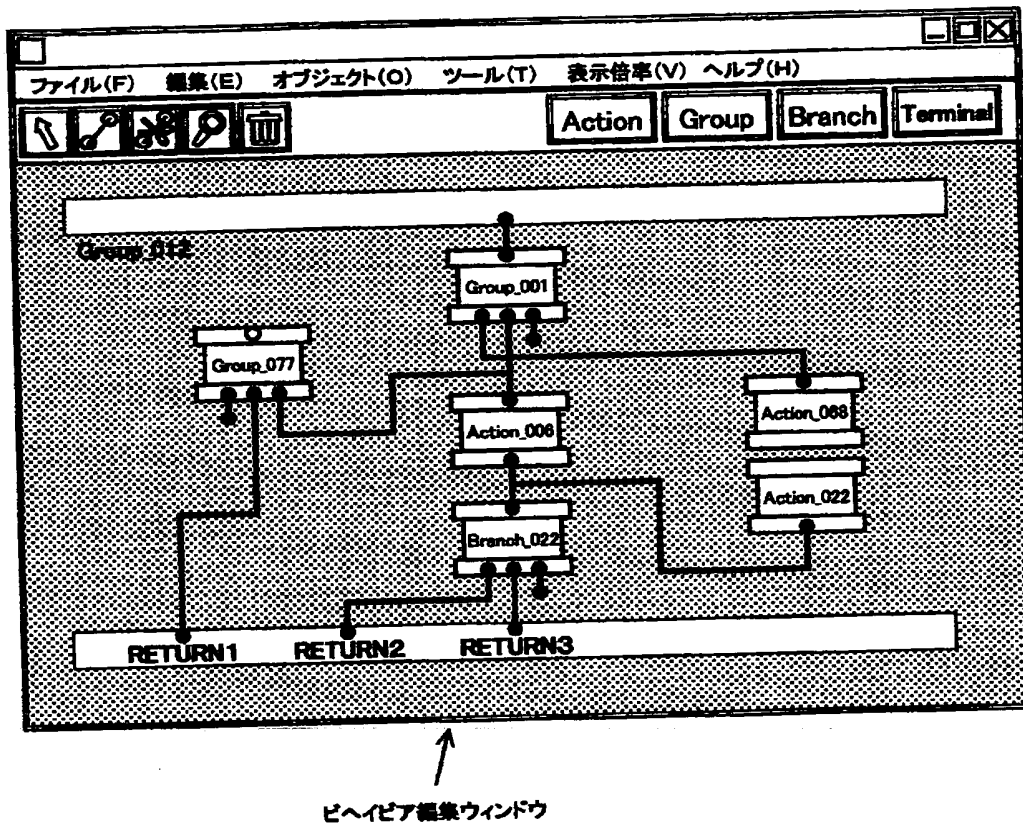 ファイル(F) 編集(E) オブジェクト(O) ツール(T) 表示倍率(V) ヘルプ(H)
Action Group Branch Terminal
Group_012
Group_001
Group_077
Action_068
Action_006
Action_022
Branch_022
RETURN1 RETURN2 RETURN3
ビヘイビア編集ウィンドウ